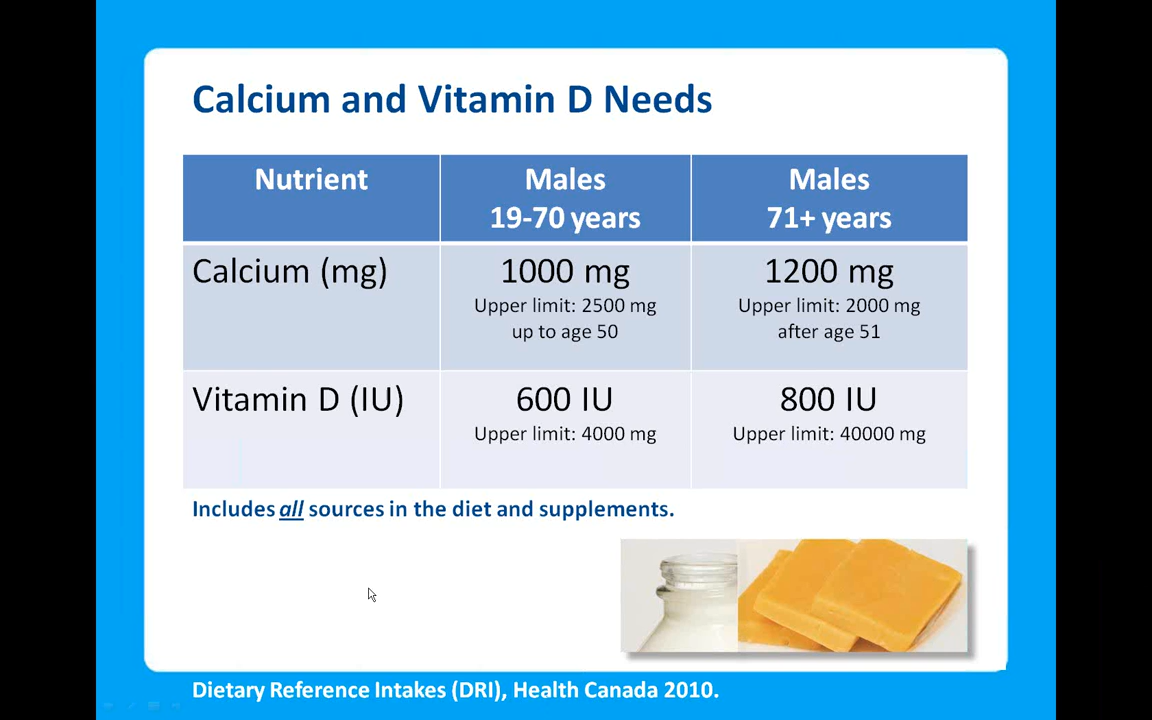 Calcium and Vitamin D Needs
Nutrient
Males
19-70 years
Males
71+ years
Calcium (mg)
1000 mg
Upper limit: 2500 mg
up to age 50
1200 mg
Upper limit: 2000 mg
after age 51
Vitamin D (IU)
600 IU
Upper limit: 4000 mg
800 IU
Upper limit: 40000 mg
Includes all sources in the diet and supplements.
Dietary Reference Intakes (DRI), Health Canada 2010.